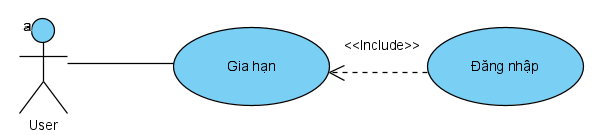 a
<<Include>>
Gia hạn
Đăng nhập
User